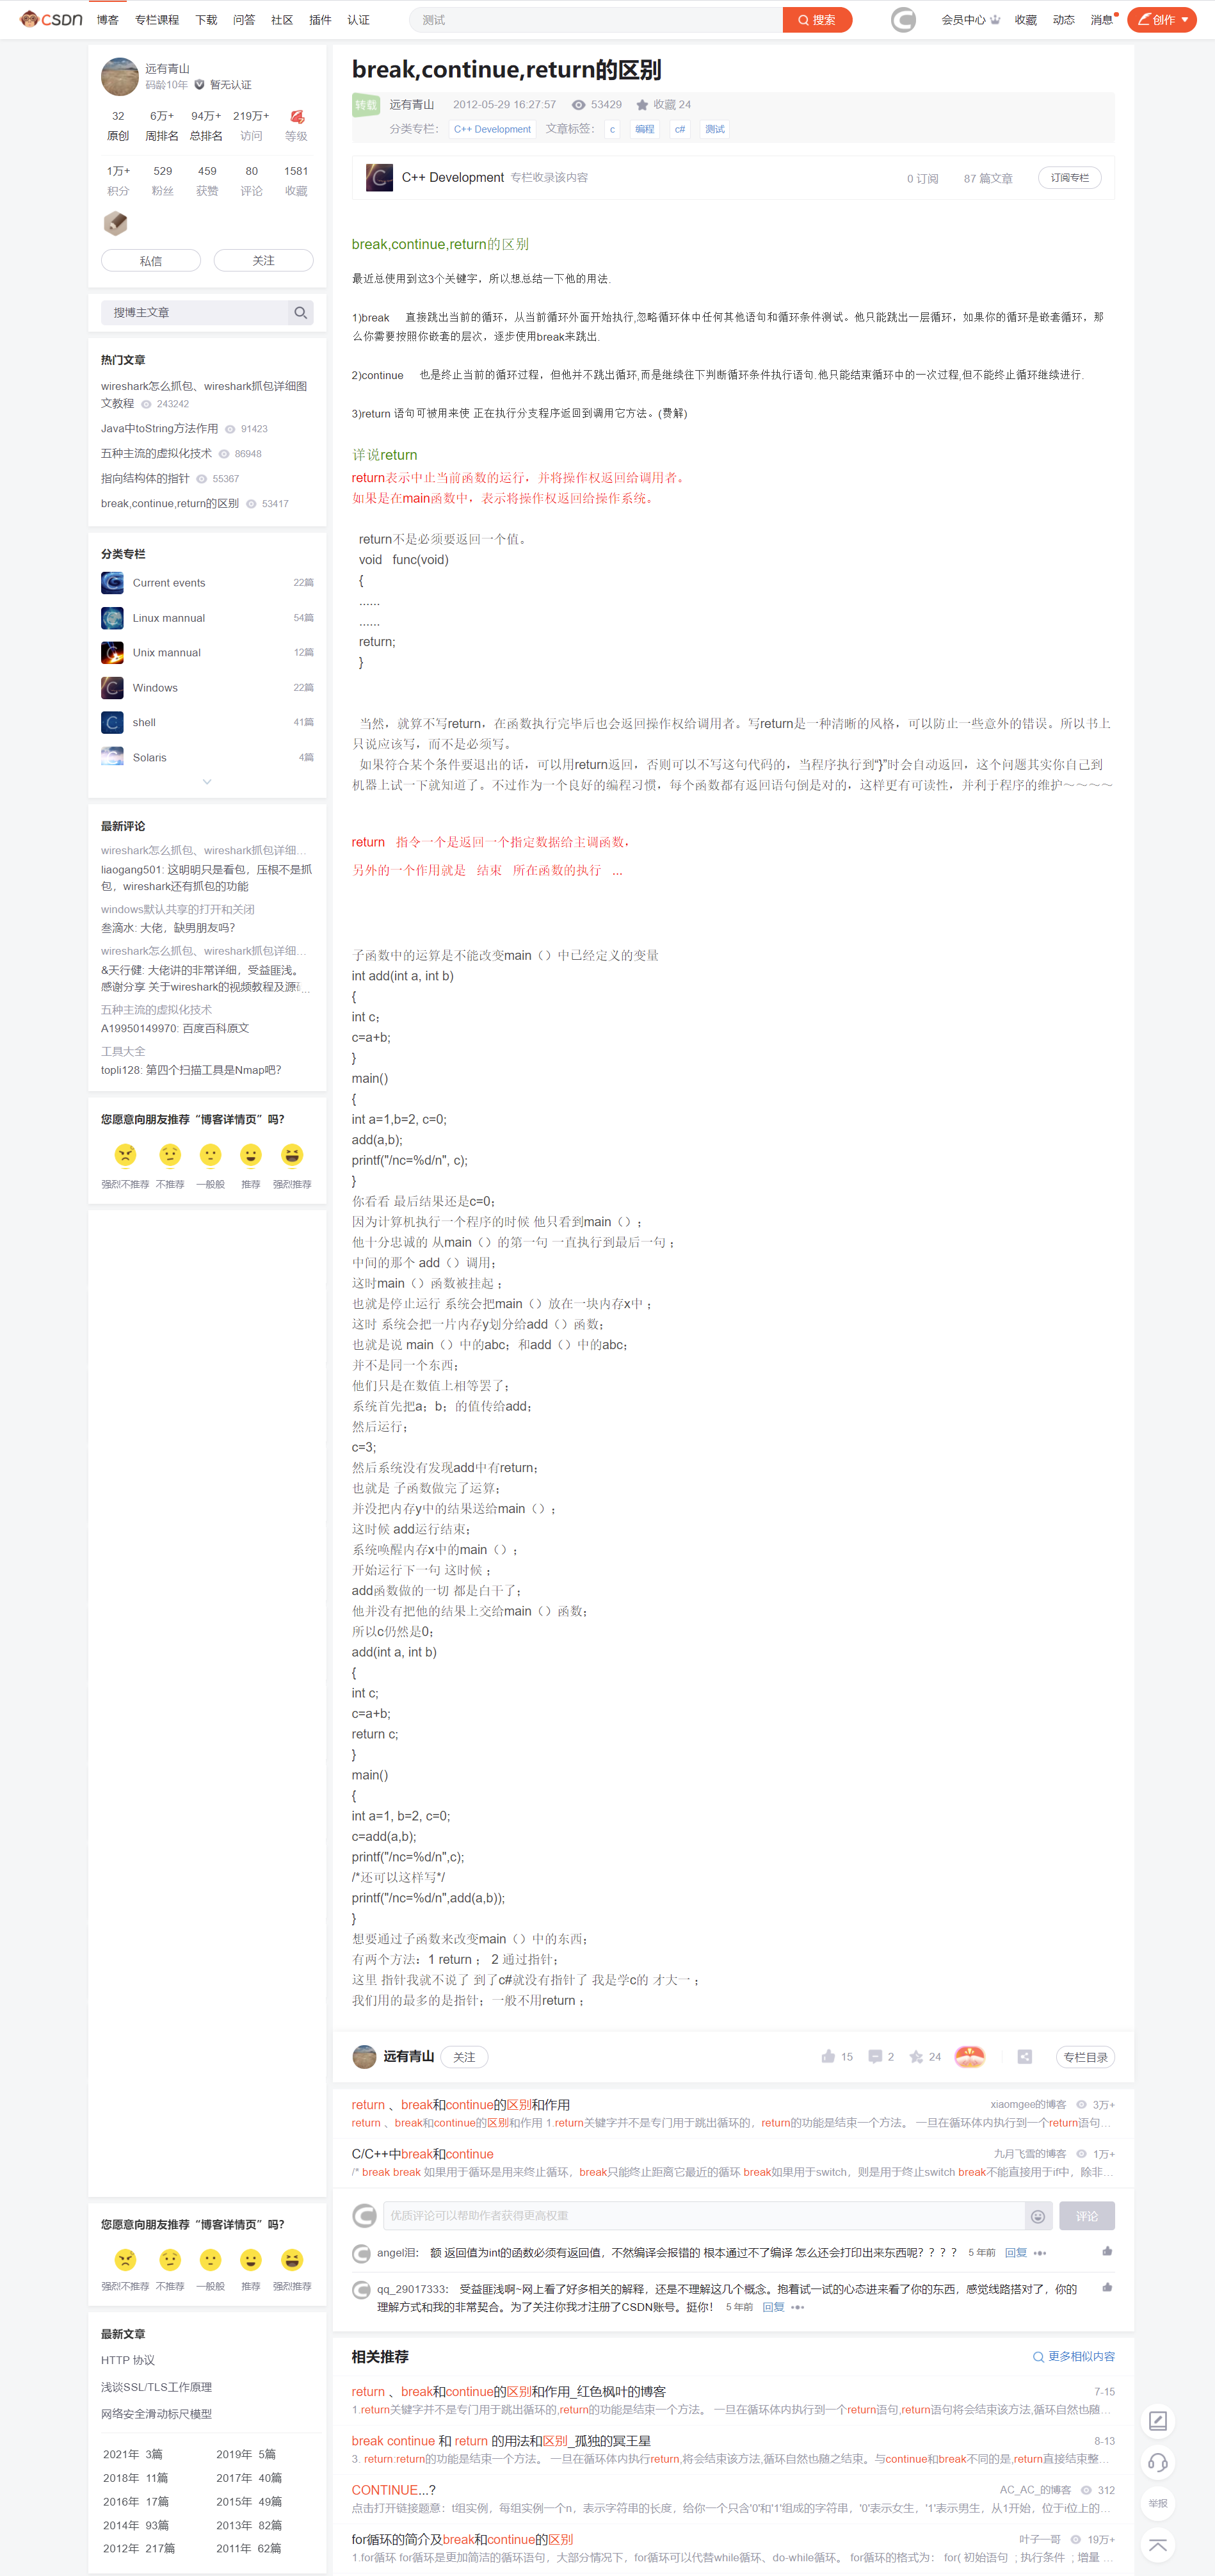 CSDN 博客 专栏课程 下载 问答 社区 插件 认证 测试 搜索 会员中心 收藏 动态 消息 创作
远有青山
码龄10年 暂无认证
32 6万+ 94万+ 219万+
原创 周排名 总排名 访问 等级
1万+ 529 459 80 1581
积分 粉丝 获赞 评论 收藏
私信 关注
搜博主文章
热门文章
wireshark怎么抓包、wireshark抓包详细图
文教程 243242
Java中toString方法作用 91423
五种主流的虚拟化技术 86948
指向结构体的指针 55367
break,continue,return的区别 53417
分类专栏
Current events 22篇
Linux mannual 54篇
Unix mannual 12篇
Windows 22篇
shell 41篇
Solaris 4篇
最新评论
wireshark怎么抓包、wireshark抓包详细…
liaogang501: 这明明只是看包，压根不是抓
包，wireshark还有抓包的功能
windows默认共享的打开和关闭
叁滴水: 大佬，缺男朋友吗?
wireshark怎么抓包、wireshark抓包详细…
&天行健: 大佬讲的非常详细，受益匪浅。
感谢分享 关于wireshark的视频教程及源…
五种主流的虚拟化技术
A19950149970: 百度百科原文
工具大全
topli128: 第四个扫描工具是Nmap吧?
您愿意向朋友推荐“博客详情页”吗?
强烈不推荐 不推荐 一般般 推荐 强烈推荐
您愿意向朋友推荐“博客详情页”吗?
强烈不推荐 不推荐 一般般 推荐 强烈推荐
最新文章
HTTP 协议
浅谈SSL/TLS工作原理
网络安全滑动标尺模型
2021年 3篇 2019年 5篇
2018年 11篇 2017年 40篇
2016年 17篇 2015年 49篇
2014年 93篇 2013年 82篇
2012年 217篇 2011年 62篇
break,continue,return的区别
转载 远有青山 2012-05-29 16:27:57 53429 收藏 24
分类专栏： C++ Development 文章标签： c 编程 c# 测试
C++ Development 专栏收录该内容 0 订阅 87 篇文章 订阅专栏
break,continue,return的区别
最近总使用到这3个关键字，所以想总结一下他的用法.
1)break 直接跳出当前的循环，从当前循环外面开始执行,忽略循环体中任何其他语句和循环条件测试。他只能跳出一层循环，如果你的循环是嵌套循环，那
么你需要按照你嵌套的层次，逐步使用break来跳出.
2)continue 也是终止当前的循环过程，但他并不跳出循环,而是继续往下判断循环条件执行语句.他只能结束循环中的一次过程,但不能终止循环继续进行.
3)return 语句可被用来使 正在执行分支程序返回到调用它方法。(费解)
详说return
return表示中止当前函数的运行，并将操作权返回给调用者。
如果是在main函数中，表示将操作权返回给操作系统。
return不是必须要返回一个值。
void func(void)
{
......
......
return;
}
当然，就算不写return，在函数执行完毕后也会返回操作权给调用者。写return是一种清晰的风格，可以防止一些意外的错误。所以书上
只说应该写，而不是必须写。
如果符合某个条件要退出的话，可以用return返回，否则可以不写这句代码的，当程序执行到“}”时会自动返回，这个问题其实你自己到
机器上试一下就知道了。不过作为一个良好的编程习惯，每个函数都有返回语句倒是对的，这样更有可读性，并利于程序的维护～～～～
return 指令一个是返回一个指定数据给主调函数，
另外的一个作用就是 结束 所在函数的执行 ...
子函数中的运算是不能改变main（）中已经定义的变量
int add(int a, int b)
{
int c；
c=a+b;
}
main()
{
int a=1,b=2, c=0;
add(a,b);
printf("/nc=%d/n", c);
}
你看看 最后结果还是c=0；
因为计算机执行一个程序的时候 他只看到main（）；
他十分忠诚的 从main（）的第一句 一直执行到最后一句 ；
中间的那个 add（）调用；
这时main（）函数被挂起；
也就是停止运行 系统会把main（）放在一块内存x中；
这时 系统会把一片内存y划分给add（）函数；
也就是说 main（）中的abc；和add（）中的abc；
并不是同一个东西；
他们只是在数值上相等罢了；
系统首先把a；b；的值传给add；
然后运行；
c=3;
然后系统没有发现add中有return；
也就是 子函数做完了运算；
并没把内存y中的结果送给main（）；
这时候 add运行结束；
系统唤醒内存x中的main（）；
开始运行下一句 这时候 ；
add函数做的一切 都是白干了；
他并没有把他的结果上交给main（）函数；
所以c仍然是0；
add(int a, int b)
{
int c;
c=a+b;
return c;
}
main()
{
int a=1, b=2, c=0;
c=add(a,b);
printf("/nc=%d/n",c);
/*还可以这样写*/
printf("/nc=%d/n",add(a,b));
}
想要通过子函数来改变main（）中的东西；
有两个方法：1 return ； 2 通过指针；
这里 指针我就不说了 到了c#就没有指针了 我是学c的 才大一 ；
我们用的最多的是指针；一般不用return ；
远有青山 关注 15 2 24 专栏目录
return 、break和continue的区别和作用 xiaomgee的博客 3万+
return 、break和continue的区别和作用 1.return关键字并不是专门用于跳出循环的，return的功能是结束一个方法。 一旦在循环体内执行到一个return语句…
C/C++中break和continue 九月飞雪的博客 1万+
/* break break 如果用于循环是用来终止循环，break只能终止距离它最近的循环 break如果用于switch，则是用于终止switch break不能直接用于if中，除非…
优质评论可以帮助作者获得更高权重 评论
angel泪： 额 返回值为int的函数必须有返回值，不然编译会报错的 根本通过不了编译 怎么还会打印出来东西呢？？？？ 5 年前 回复
qq_29017333： 受益匪浅啊~网上看了好多相关的解释，还是不理解这几个概念。抱着试一试的心态进来看了你的东西，感觉线路搭对了，你的
理解方式和我的非常契合。为了关注你我才注册了CSDN账号。挺你！ 5 年前 回复
相关推荐 更多相似内容
return 、break和continue的区别和作用_红色枫叶的博客 7-15
1.return关键字并不是专门用于跳出循环的,return的功能是结束一个方法。 一旦在循环体内执行到一个return语句,return语句将会结束该方法,循环自然也随…
break continue 和 return 的用法和区别_孤独的冥王星 8-13
3. return:return的功能是结束一个方法。 一旦在循环体内执行return,将会结束该方法,循环自然也随之结束。与continue和break不同的是,return直接结束整…
CONTINUE...? AC_AC_的博客 312
点击打开链接题意：t组实例，每组实例一个n，表示字符串的长度，给你一个只含'0'和'1'组成的字符串，'0'表示女生，'1'表示男生，从1开始，位于i位上的…
for循环的简介及break和continue的区别 叶子一哥 19万+
1.for循环 for循环是更加简洁的循环语句，大部分情况下，for循环可以代替while循环、do-while循环。 for循环的格式为： for( 初始语句 ; 执行条件 ; 增量…
举报